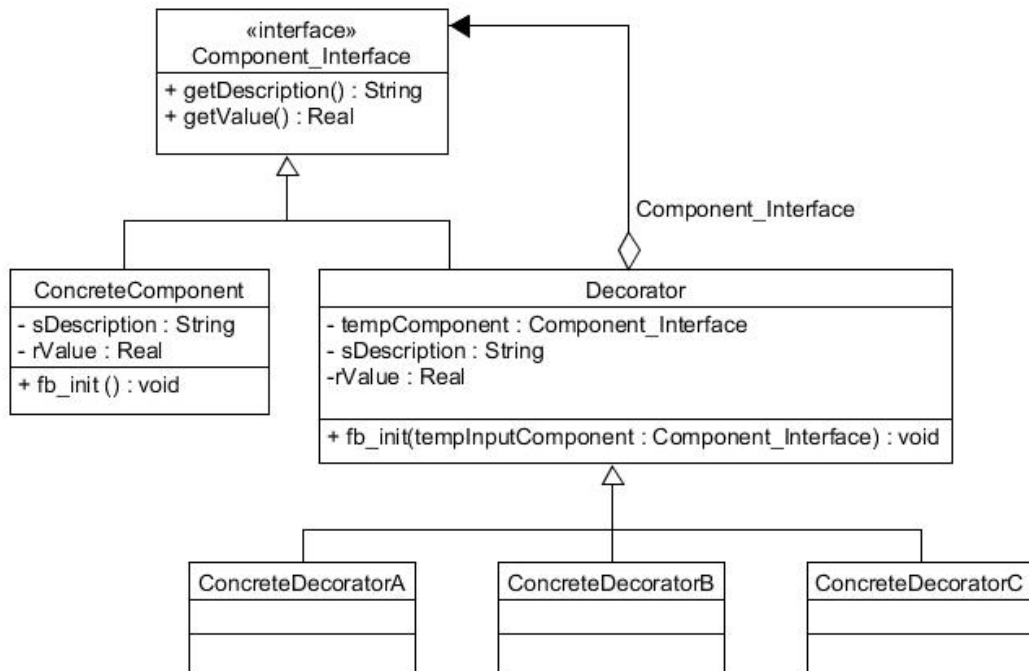 «interface»
Component_Interface
+ getDescription() : String
+ getValue() : Real
Component_Interface
ConcreteComponent
- sDescription : String
- rValue : Real
+ fb_init () : void
Decorator
- tempComponent : Component_Interface
- sDescription : String
-rValue : Real
+ fb_init(tempInputComponent : Component_Interface) : void
ConcreteDecoratorA
ConcreteDecoratorB
ConcreteDecoratorC